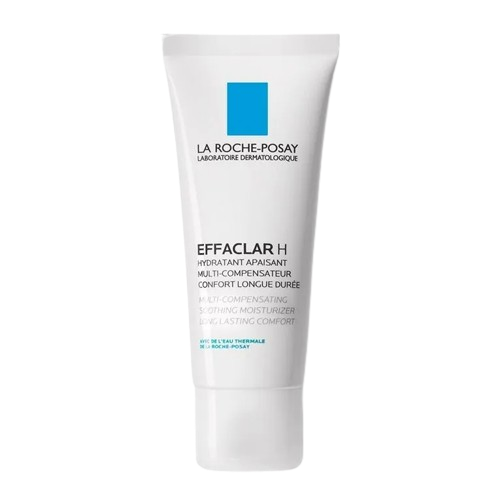 LA ROCHE-POSAY
LABORATOIRE DERMATOLOGIQUE
EFFACLAR H
HYDRATANT APAISANT
MULTI-COMPENSATEUR
CONFORT LONGUE DURÉE
MULTI-COMPENSATING
SOOTHING MOISTURIZER
LONG LASTING COMFORT
AVEC DE L'EAU THERMALE
DE LA ROCHE-POSAY